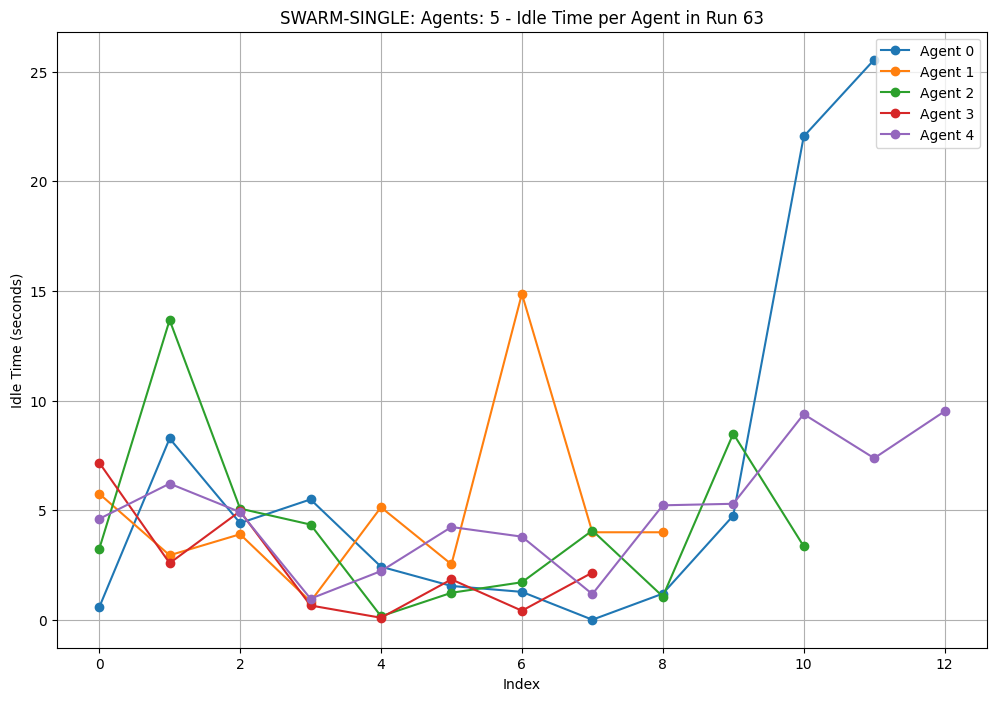 SWARM-SINGLE: Agents: 5 - Idle Time per Agent in Run 63
Agent 0
Agent 1
Agent 2
Agent 3
Agent 4
Idle Time (seconds)
25
20
15
10
5
0
0 2 4 6 8 10 12
Index